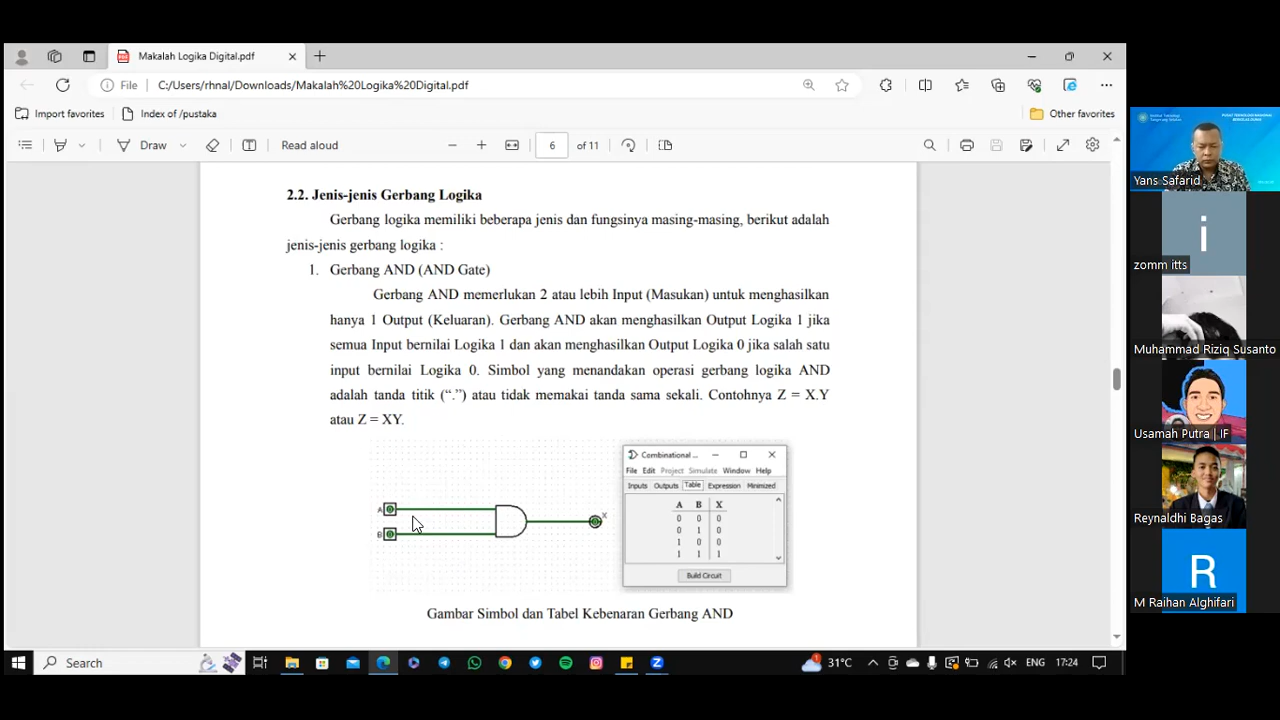 Makalah Logika Digital.pdf
File C:/Users/rhnal/Downloads/Makalah%20Logika%20Digital.pdf
Import favorites Index of /pustaka Other favorites
Draw Read aloud 6 of 11
2.2. Jenis-jenis Gerbang Logika
Gerbang logika memiliki beberapa jenis dan fungsinya masing-masing, berikut adalah
jenis-jenis gerbang logika :
1. Gerbang AND (AND Gate)
Gerbang AND memerlukan 2 atau lebih Input (Masukan) untuk menghasilkan
hanya 1 Output (Keluaran). Gerbang AND akan menghasilkan Output Logika 1 jika
semua Input bernilai Logika 1 dan akan menghasilkan Output Logika 0 jika salah satu
input bernilai Logika 0. Simbol yang menandakan operasi gerbang logika AND
adalah tanda titik (“.”) atau tidak memakai tanda sama sekali. Contohnya Z = X.Y
atau Z = XY.
A
B
X
Combinational ...
File Edit Project Simulate Window Help
Inputs Outputs Table Expression Minimized
A B X
0 0 0
0 1 0
1 0 0
1 1 1
Build Circuit
Gambar Simbol dan Tabel Kebenaran Gerbang AND
Yans Safarid
i
zomm itts
Muhammad Riziq Susanto
Usamah Putra | IF
Reynaldhi Bagas
R
M Raihan Alghifari
Search
1
31°C ENG 17:24